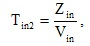 T_in2 = Z_in / V_in ,